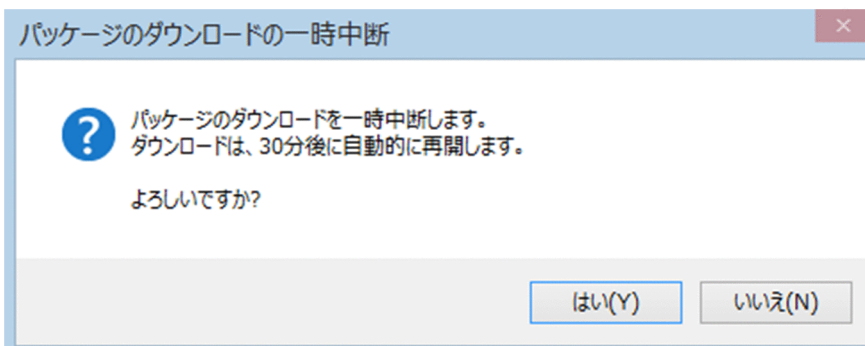 パッケージのダウンロードの一時中断
パッケージのダウンロードを一時中断します。
ダウンロードは、30分後に自動的に再開します。
よろしいですか?
はい(Y)
いいえ(N)